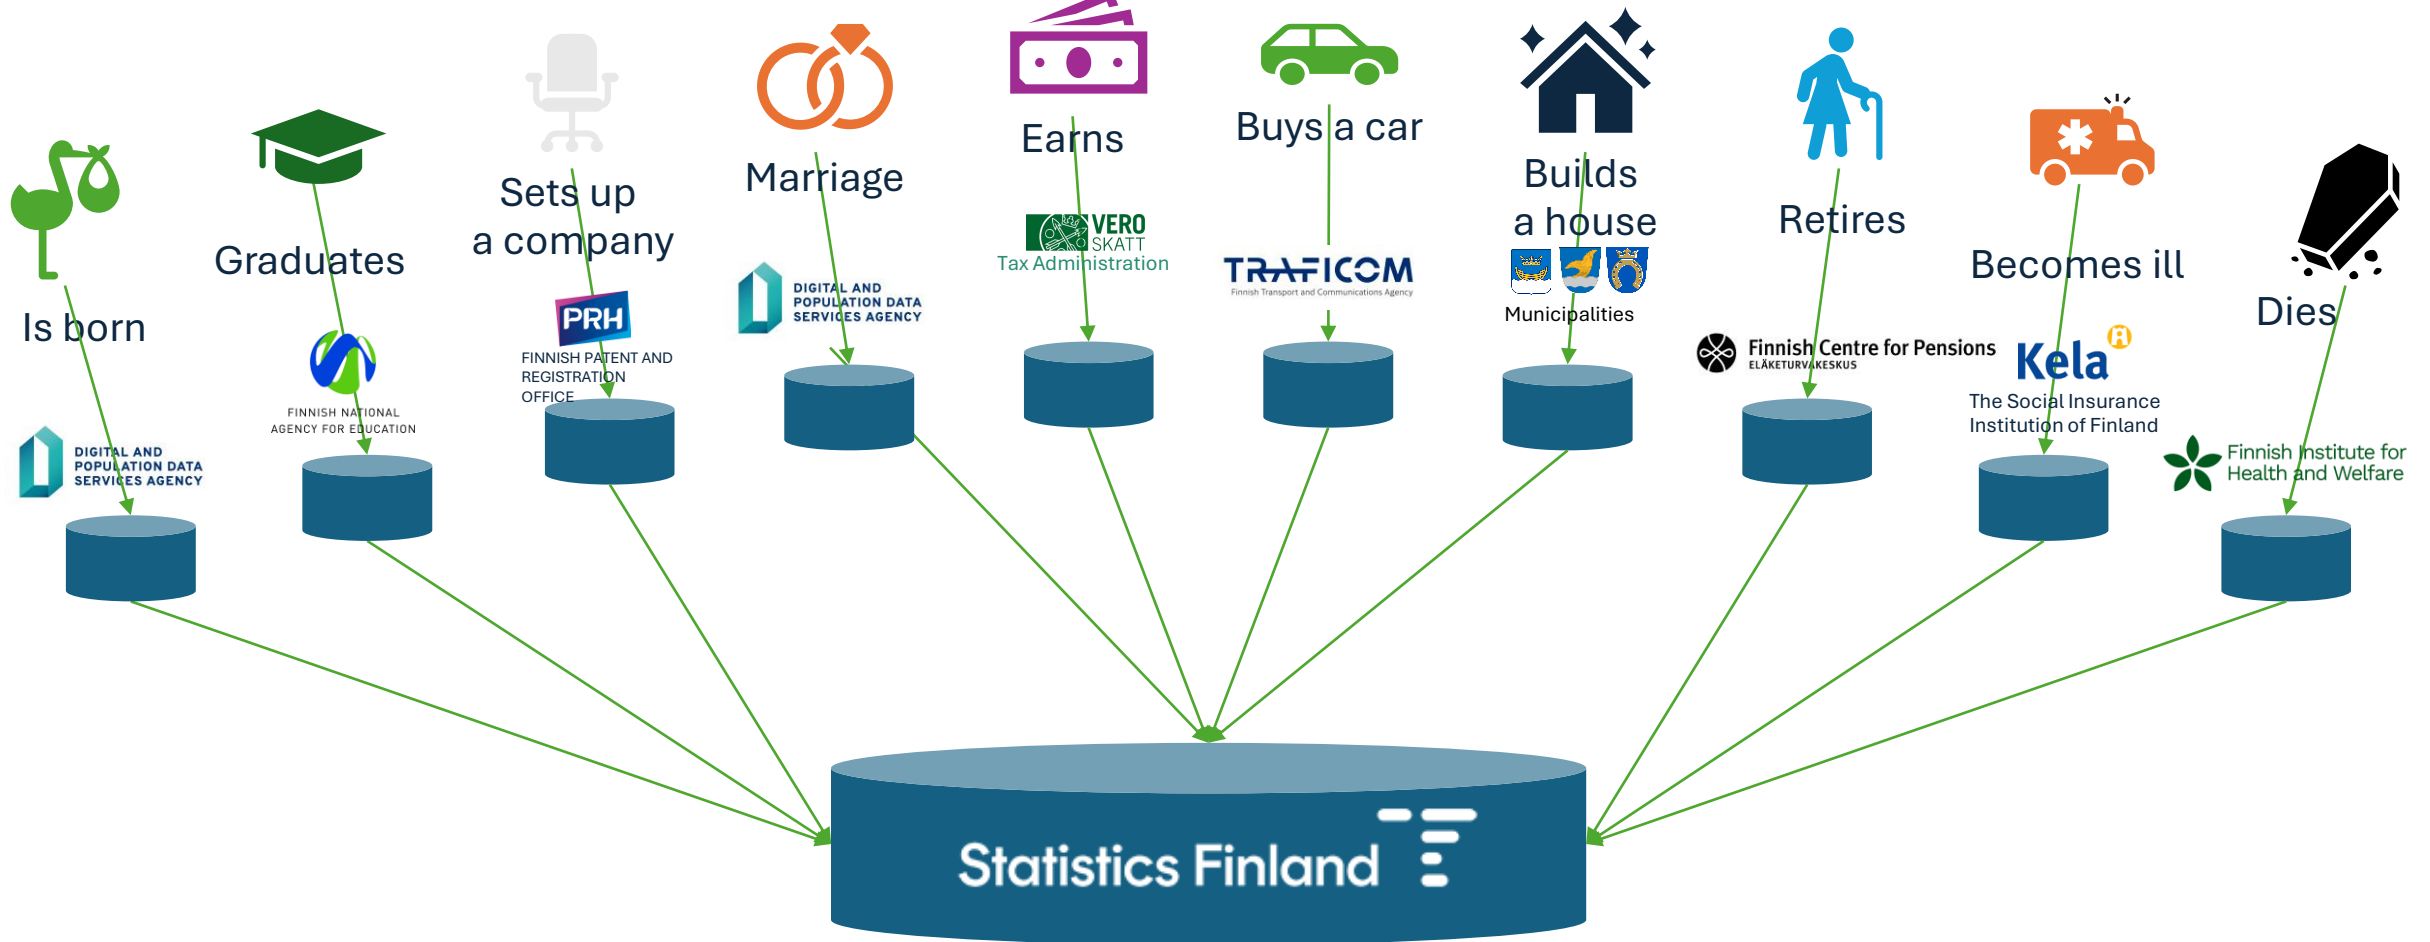 Is born
DIGITAL AND
POPULATION DATA
SERVICES AGENCY
Graduates
FINNISH NATIONAL
AGENCY FOR EDUCATION
Sets up
a company
PRH
FINNISH PATENT AND
REGISTRATION
OFFICE
Marriage
DIGITAL AND
POPULATION DATA
SERVICES AGENCY
Earns
VERO
SKATT
Tax Administration
Buys a car
TRAFICOM
Finnish Transport and Communications Agency
Builds
a house
Municipalities
Retires
Finnish Centre for Pensions
ELÄKETURVAKESKUS
Becomes ill
Kela
The Social Insurance
Institution of Finland
Dies
Finnish Institute for
Health and Welfare
Statistics Finland